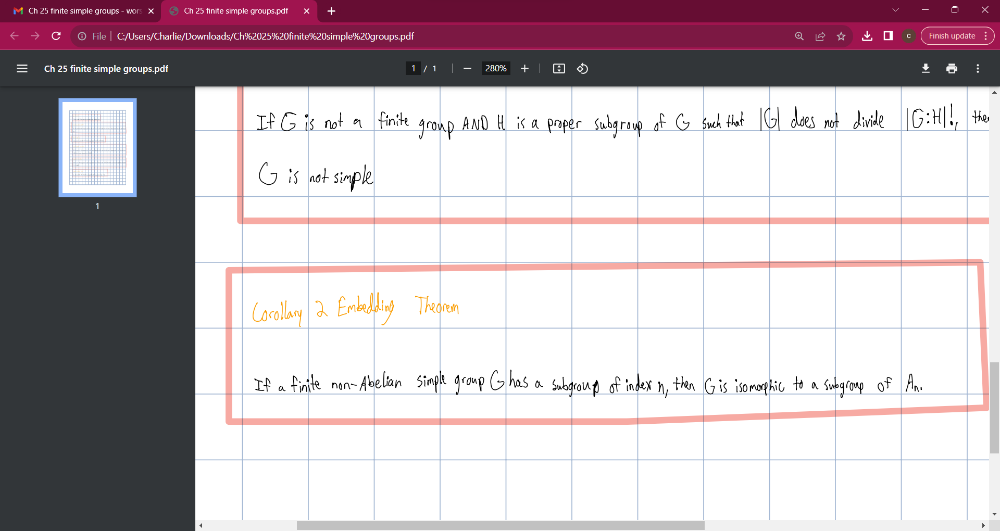 Ch 25 finite simple groups - wors
Ch 25 finite simple groups.pdf
File
C:/Users/Charlie/Downloads/Ch%2025%20finite%20simple%20groups.pdf
C
Finish update
Ch 25 finite simple groups.pdf
1 / 1
280%
1
If G is not a finite group AND H is a proper subgroup of G such that |G| does not divide |G:H|!, then
G is not simple
Corollary 2 Embedding Theorem
If a finite non-Abelian simple group G has a subgroup of index n, then G is isomorphic to a subgroup of An.